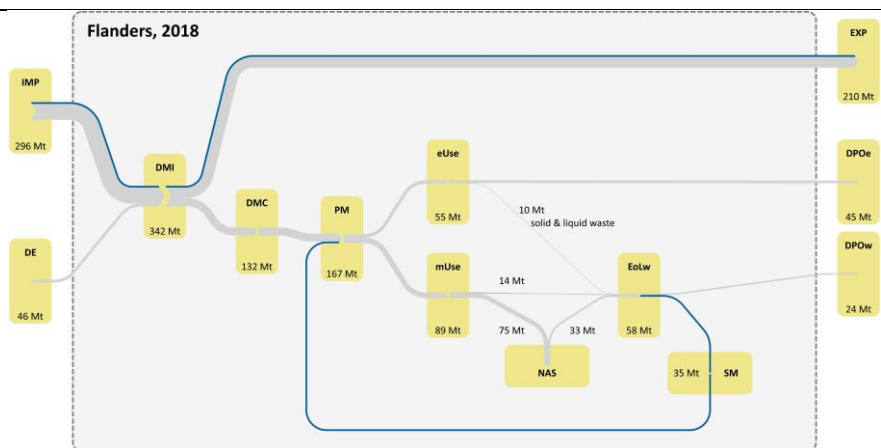 Flanders, 2018
EXP
210 Mt
IMP
296 Mt
DMI
342 Mt
eUse
55 Mt
DPOe
45 Mt
DMC
132 Mt
PM
167 Mt
10 Mt
solid & liquid waste
DE
46 Mt
mUse
89 Mt
14 Mt
75 Mt
33 Mt
EoLw
58 Mt
DPOw
24 Mt
NAS
35 Mt
SM